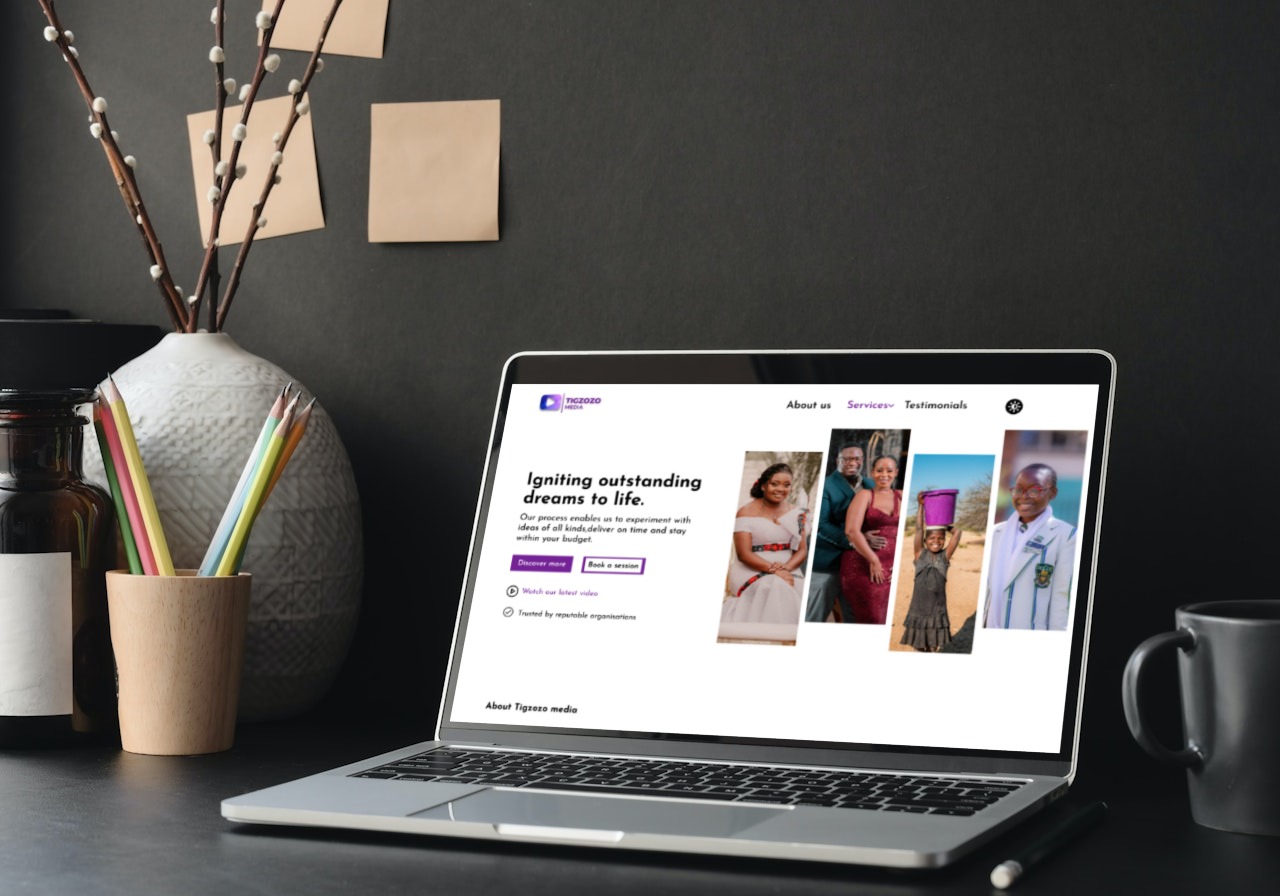 TIGZOZO
MEDIA
About us Services Testimonials
Igniting outstanding
dreams to life.
Our process enables us to experiment with
ideas of all kinds,deliver on time and stay
within your budget.
Discover more Book a session
Watch our latest video
Trusted by reputable organisations
About Tigzozo media